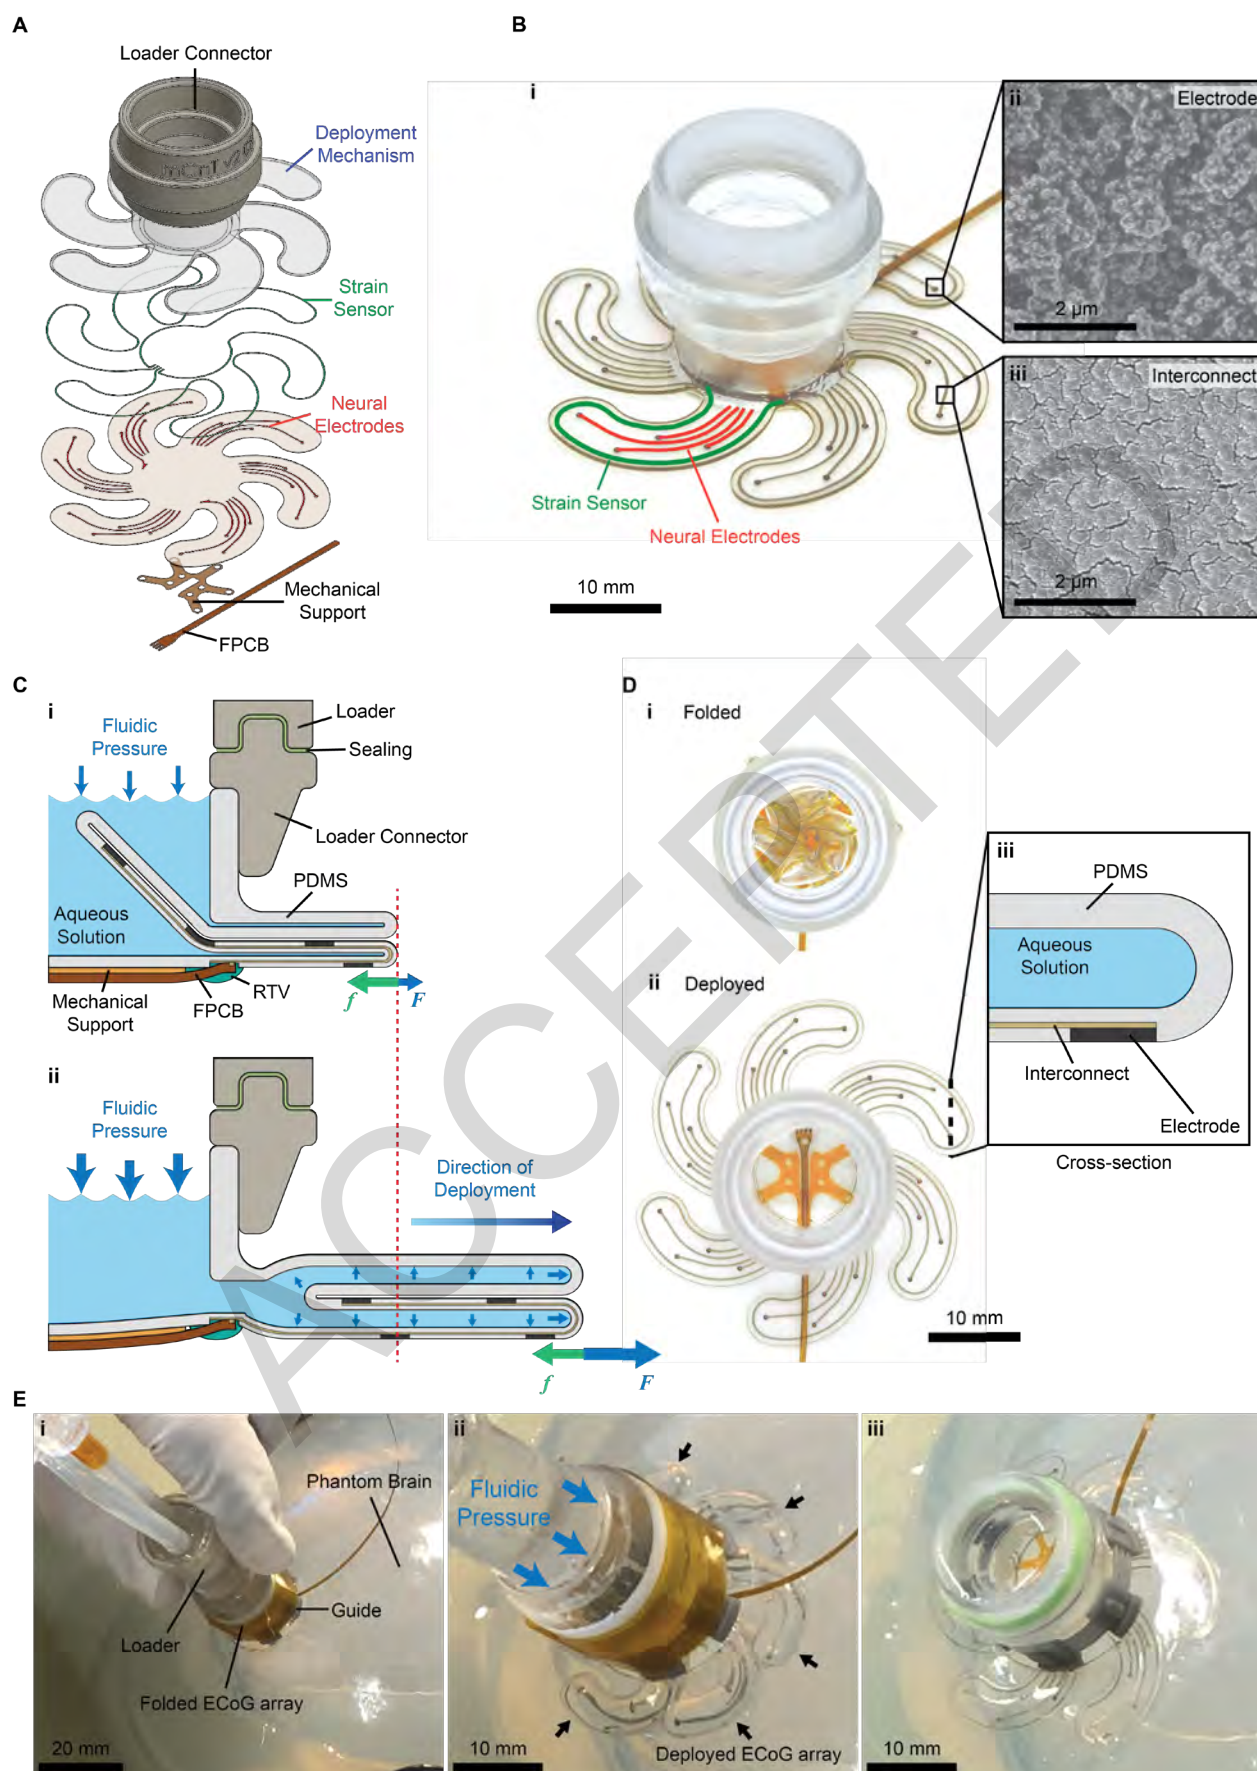 A
Loader Connector
mCnT v2.0
Deployment
Mechanism
Strain
Sensor
Neural
Electrodes
Mechanical
Support
FPCB
B
i
Strain Sensor
Neural Electrodes
10 mm
ii
Electrode
2 µm
iii
Interconnect
2 µm
C
i
Fluidic
Pressure
Loader
Sealing
Loader Connector
PDMS
Aqueous
Solution
Mechanical
Support
FPCB
RTV
f
F
ii
Fluidic
Pressure
Direction of
Deployment
f
F
D
i Folded
ii Deployed
10 mm
iii
PDMS
Aqueous
Solution
Interconnect
Electrode
Cross-section
E
i
Phantom Brain
Guide
Loader
Folded ECoG array
20 mm
ii
Fluidic
Pressure
Deployed ECoG array
10 mm
iii
10 mm
ACCEPTE